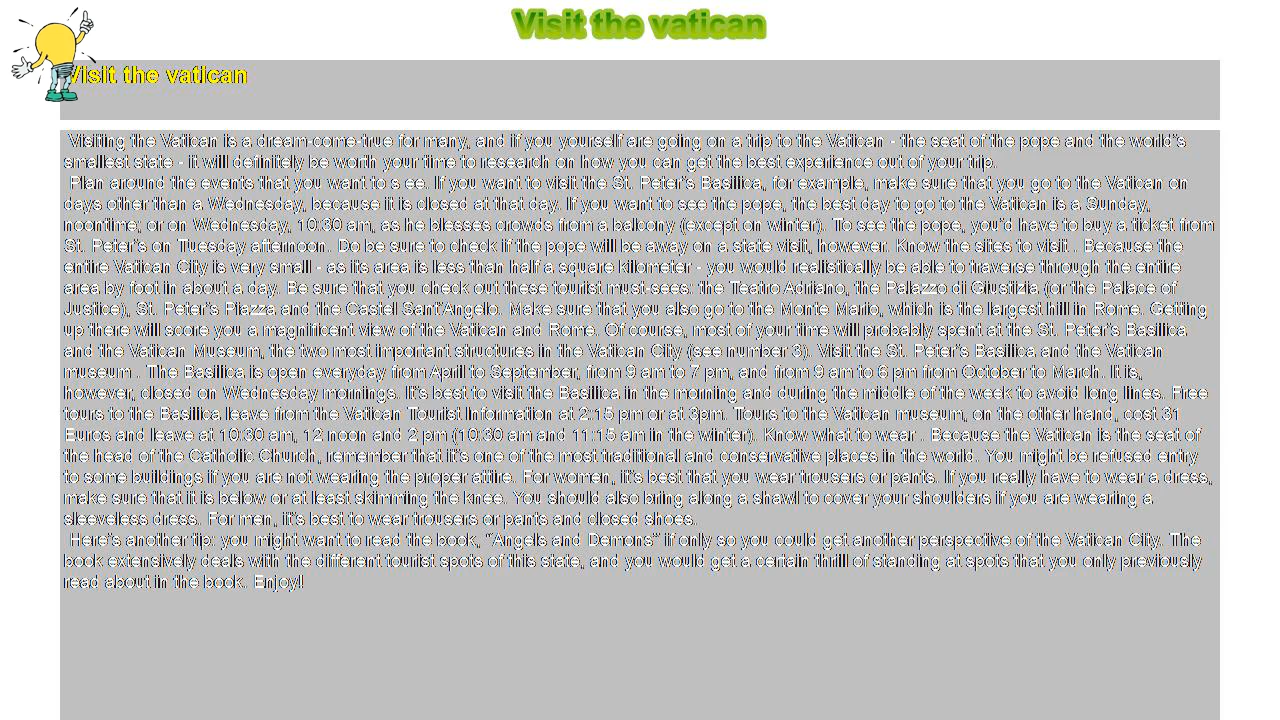 Visit the vatican
Visit the vatican
Visiting the Vatican is a dream-come-true for many, and if you yourself are going on a trip to the Vatican - the seat of the pope and the world's
smallest state - it will definitely be worth your time to research on how you can get the best experience out of your trip.
Plan around the events that you want to s ee. If you want to visit the St. Peter's Basilica, for example, make sure that you go to the Vatican on
days other than a Wednesday, because it is closed at that day. If you want to see the pope, the best day to go to the Vatican is a Sunday,
noontime; or on Wednesday, 10:30 am, as he blesses crowds from a balcony (except on winter). To see the pope, you'd have to buy a ticket from
St. Peter's on Tuesday afternoon. Do be sure to check if the pope will be away on a state visit, however. Know the sites to visit . Because the
entire Vatican City is very small - as its area is less than half a square kilometer - you would realistically be able to traverse through the entire
area by foot in about a day. Be sure that you check out these tourist must-sees: the Teatro Adriano, the Palazzo di Giustizia (or the Palace of
Justice), St. Peter's Piazza and the Castel Sant'Angelo. Make sure that you also go to the Monte Mario, which is the largest hill in Rome. Getting
up there will score you a magnificent view of the Vatican and Rome. Of course, most of your time will probably spent at the St. Peter's Basilica
and the Vatican Museum, the two most important structures in the Vatican City (see number 3). Visit the St. Peter's Basilica and the Vatican
museum . The Basilica is open everyday from April to September, from 9 am to 7 pm, and from 9 am to 6 pm from October to March. It is,
however, closed on Wednesday mornings. It's best to visit the Basilica in the morning and during the middle of the week to avoid long lines. Free
tours to the Basilica leave from the Vatican Tourist Information at 2:15 pm or at 3pm. Tours to the Vatican museum, on the other hand, cost 31
Euros and leave at 10:30 am, 12 noon and 2 pm (10:30 am and 11:15 am in the winter). Know what to wear . Because the Vatican is the seat of
the head of the Catholic Church, remember that it's one of the most traditional and conservative places in the world. You might be refused entry
to some buildings if you are not wearing the proper attire. For women, it's best that you wear trousers or pants. If you really have to wear a dress,
make sure that it is below or at least skimming the knee. You should also bring along a shawl to cover your shoulders if you are wearing a
sleeveless dress. For men, it's best to wear trousers or pants and closed shoes.
Here's another tip: you might want to read the book, "Angels and Demons" if only so you could get another perspective of the Vatican City. The
book extensively deals with the different tourist spots of this state, and you would get a certain thrill of standing at spots that you only previously
read about in the book. Enjoy!